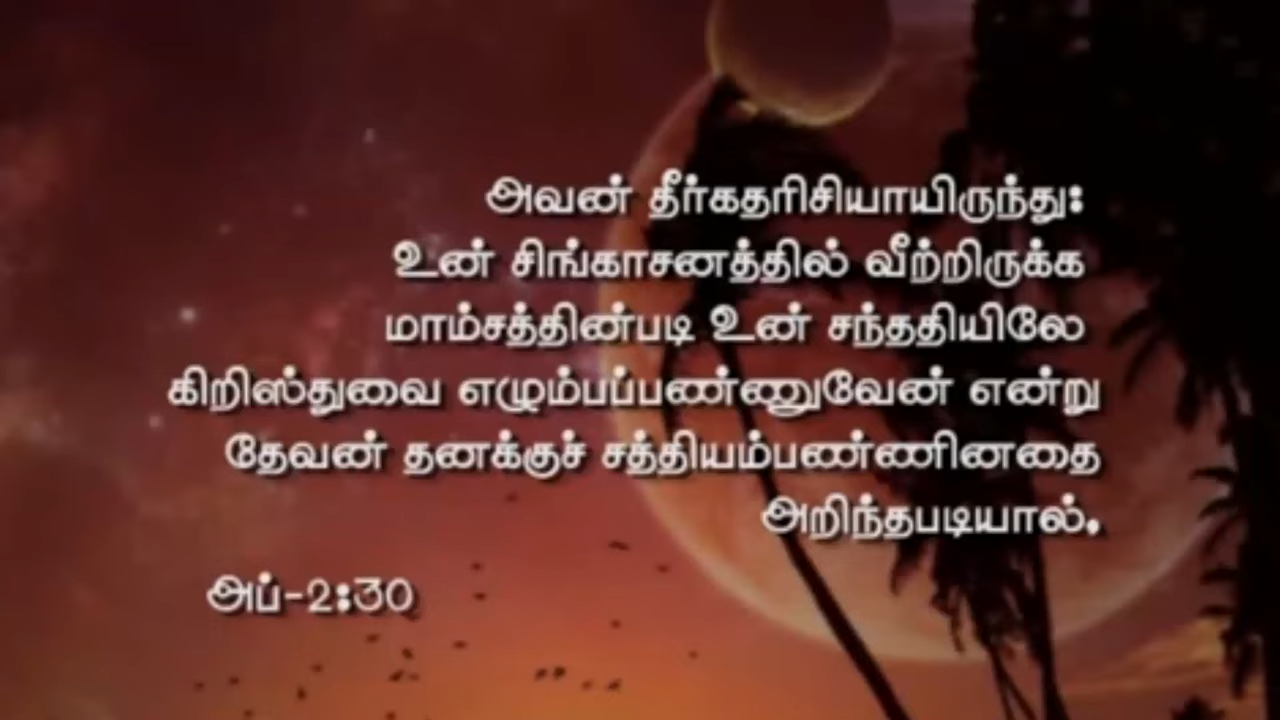 அவன் தீர்கதரிசியாயிருந்து:
உன் சிங்காசனத்தில் வீற்றிருக்க
மாம்சத்தின்படி உன் சந்ததியிலே
கிறிஸ்துவை எழும்பப்பண்ணுவேன் என்று
தேவன் தனக்குச் சத்தியம்பண்ணினதை
அறிந்தபடியால்.
அப்-2:30